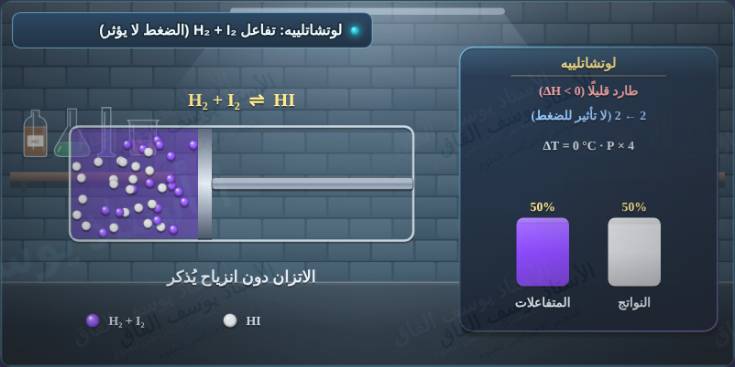 لوتشاتلييه: تفاعل H₂ + I₂ (الضغط لا يؤثر)
H₂ + I₂ ⇌ HI
الاتزان دون انزياح يُذكر
H₂ + I₂
HI
لوتشاتلييه
طارد قليلًا (ΔH < 0)
2 ← 2 (لا تأثير للضغط)
ΔT = 0 °C · P × 4
50%
50%
المتفاعلات
النواتج